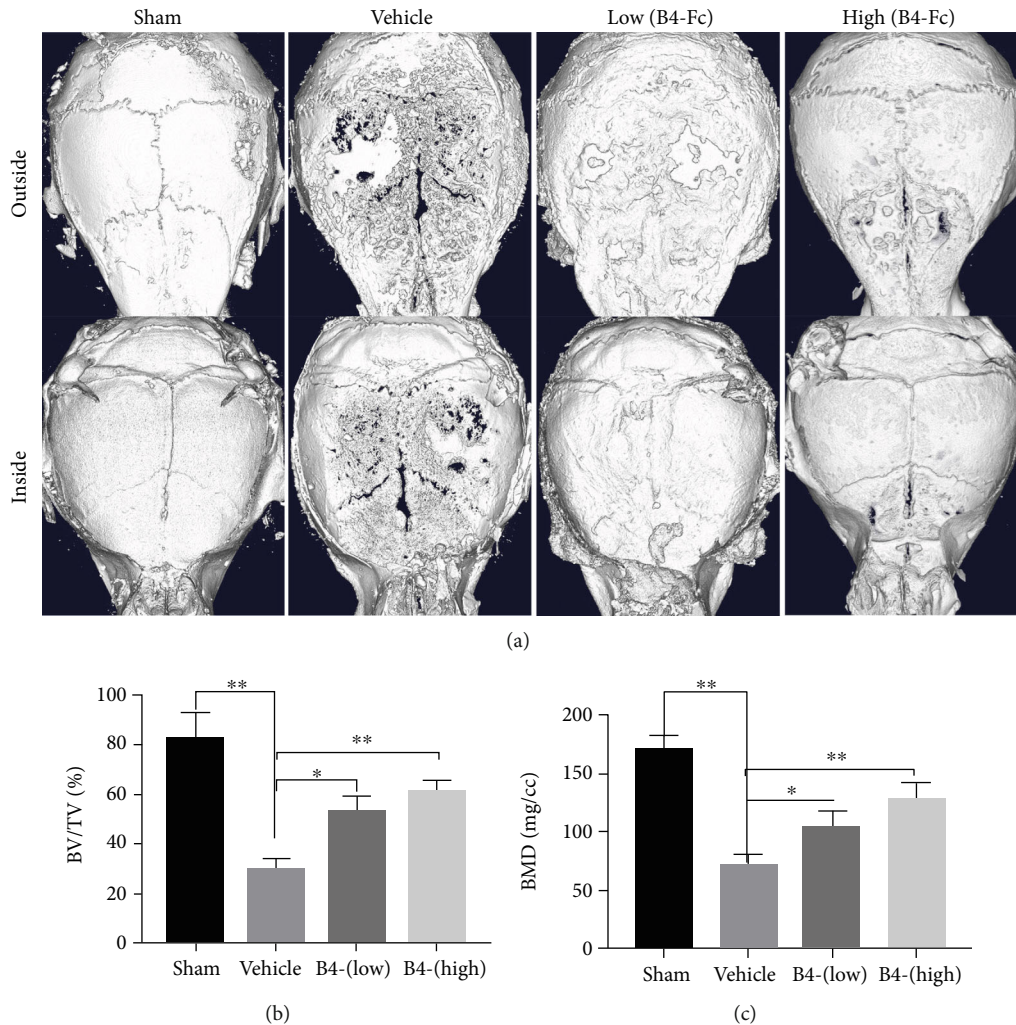 Sham Vehicle Low (B4-Fc) High (B4-Fc)
Outside
Inside
(a)
BV/TV (%)
100
80
60
40
20
0
**
**
*
Sham Vehicle B4-(low) B4-(high)
(b)
BMD (mg/cc)
200
150
100
50
0
**
**
*
Sham Vehicle B4-(low) B4-(high)
(c)